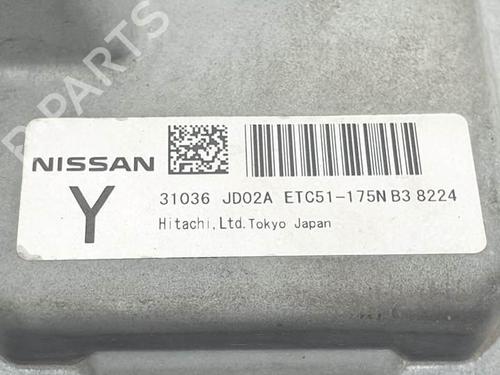 NISSAN
Y
31036 JD02A ETC51-175N B3 8224
Hitachi,Ltd.Tokyo Japan